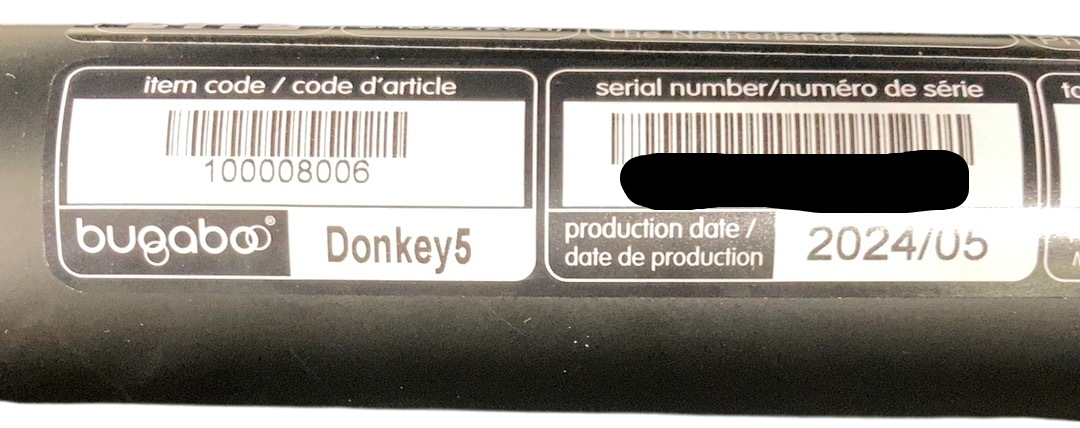 The Netherlands
item code / code d'article
100008006
bugaboo®
Donkey5
serial number/numéro de série
production date /
date de production
2024/05